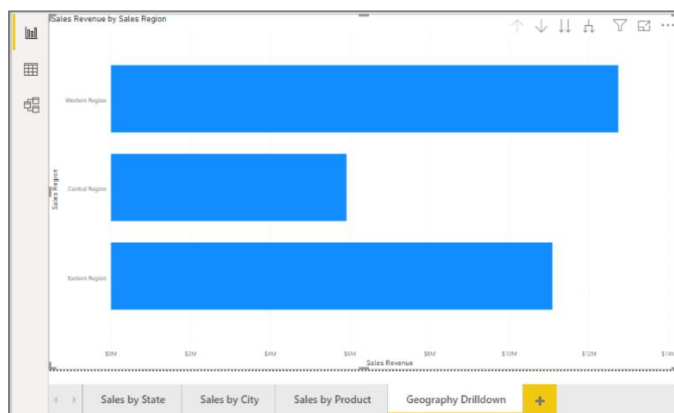 Sales Revenue by Sales Region
Western Region
Central Region
Eastern Region
Sales Region
$0M $2M $4M $6M $8M $10M $12M $14M
Sales Revenue
Sales by State Sales by City Sales by Product Geography Drilldown +